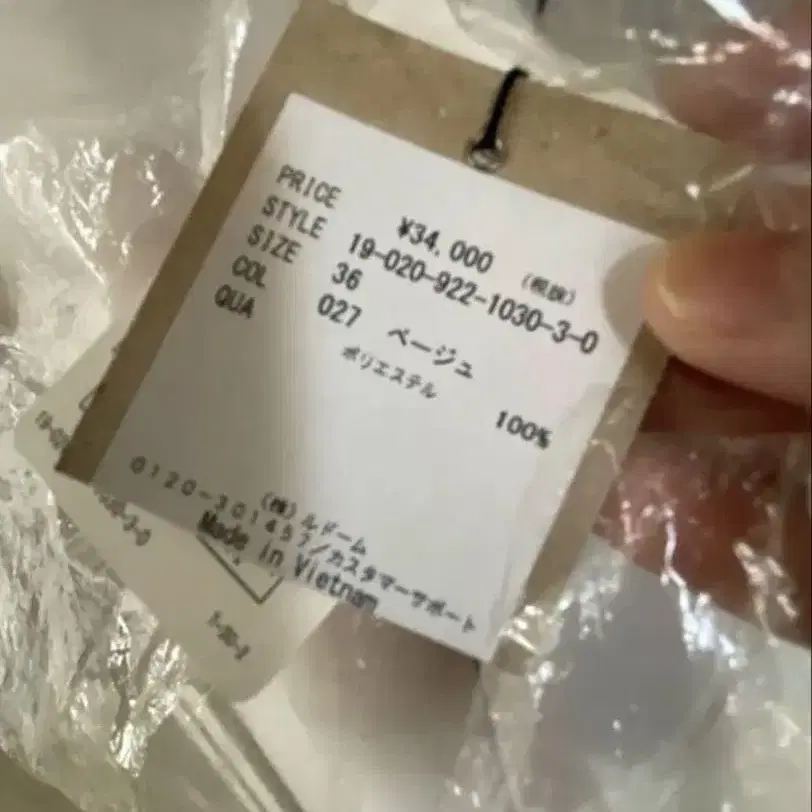 PRICE ¥34,000 (税抜)
STYLE 19-020-922-1030-3-0
SIZE 36
COL 027 ベージュ
QUA ポリエステル 100%
(株)ルドーム
0120-301457/カスタマーサポート
Made in Vietnam